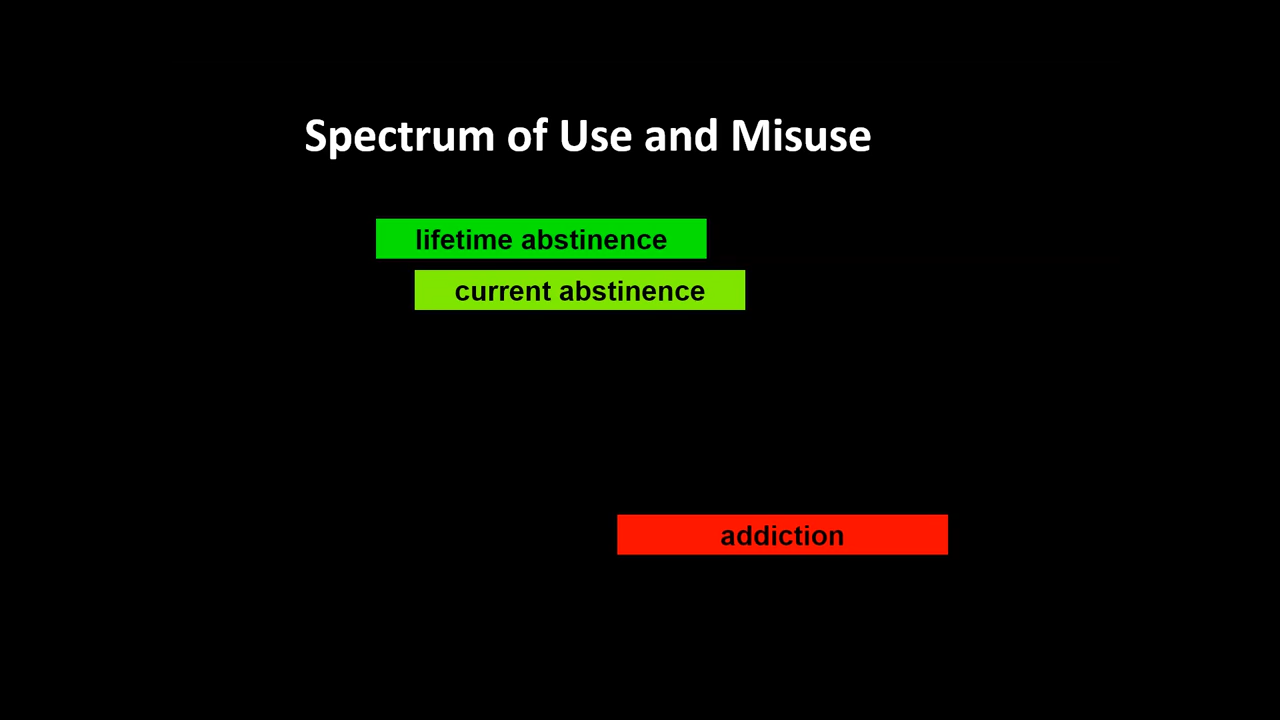 Spectrum of Use and Misuse
lifetime abstinence
current abstinence
addiction